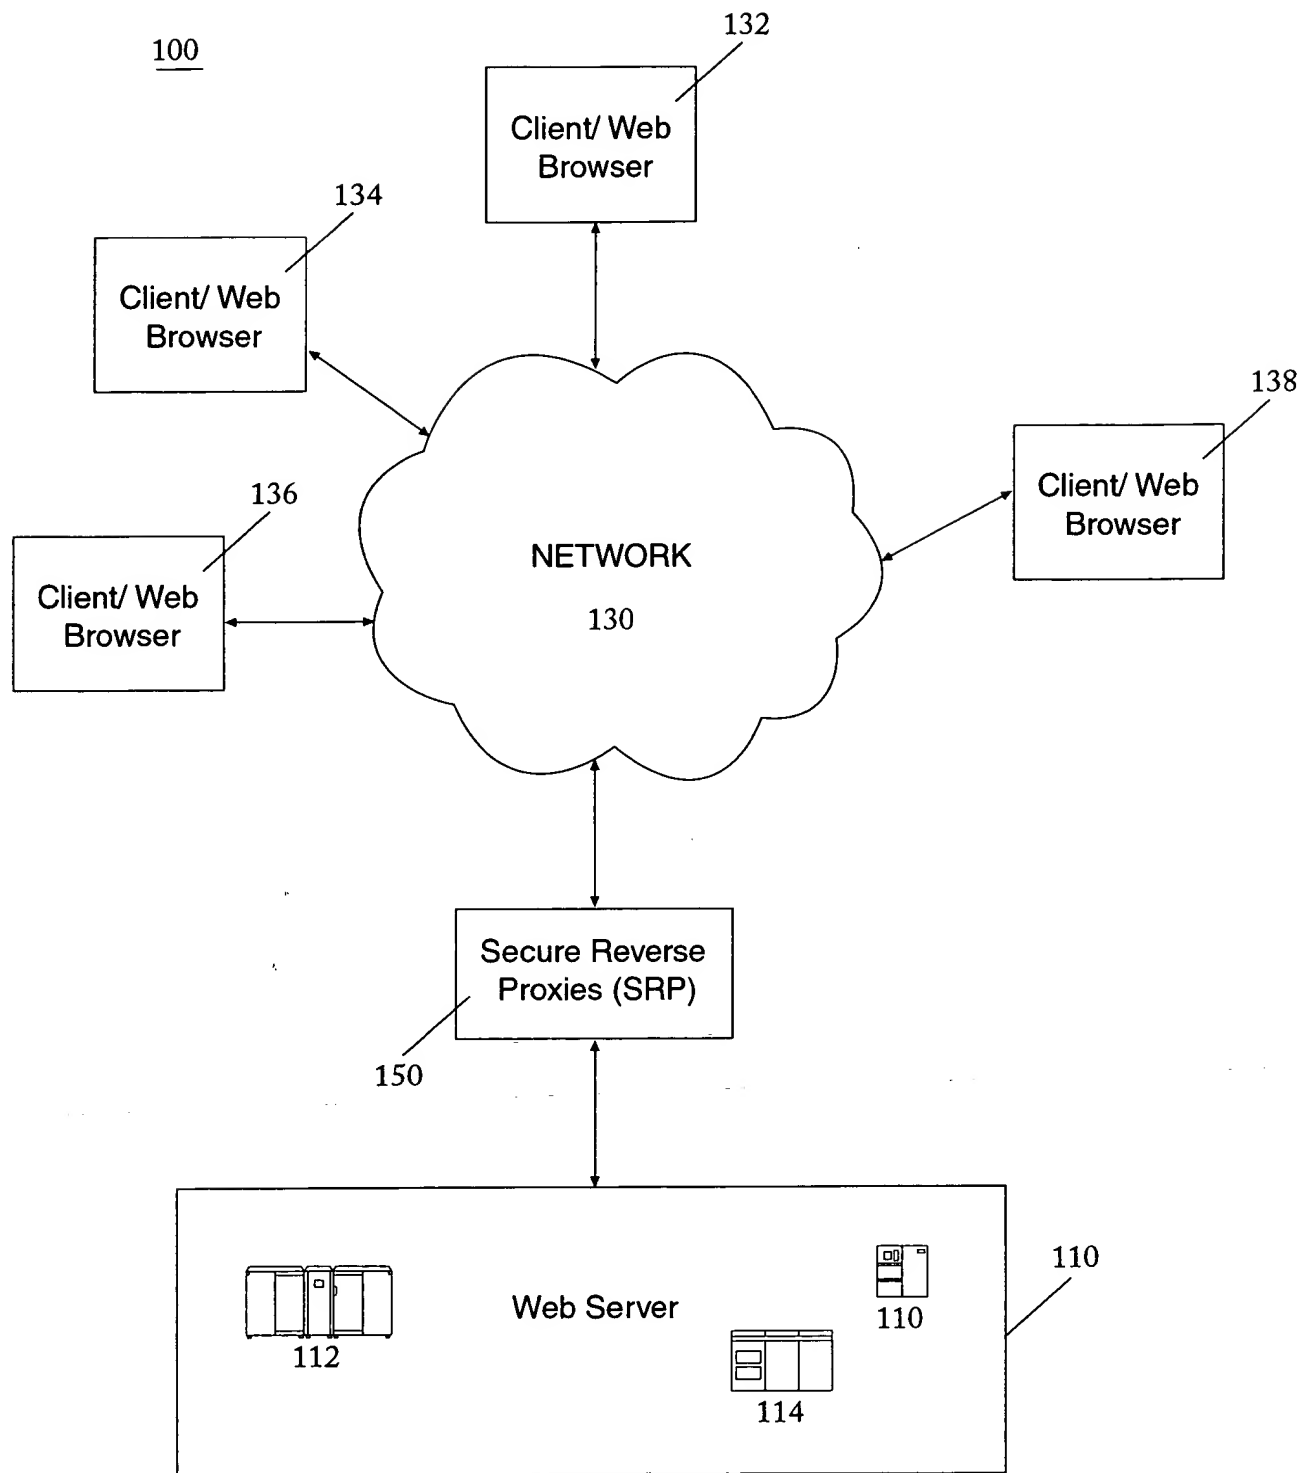 100
132
Client/ Web
Browser
134
Client/ Web
Browser
138
Client/ Web
Browser
136
Client/ Web
Browser
NETWORK
130
Secure Reverse
Proxies (SRP)
150
110
Web Server
110
112
114